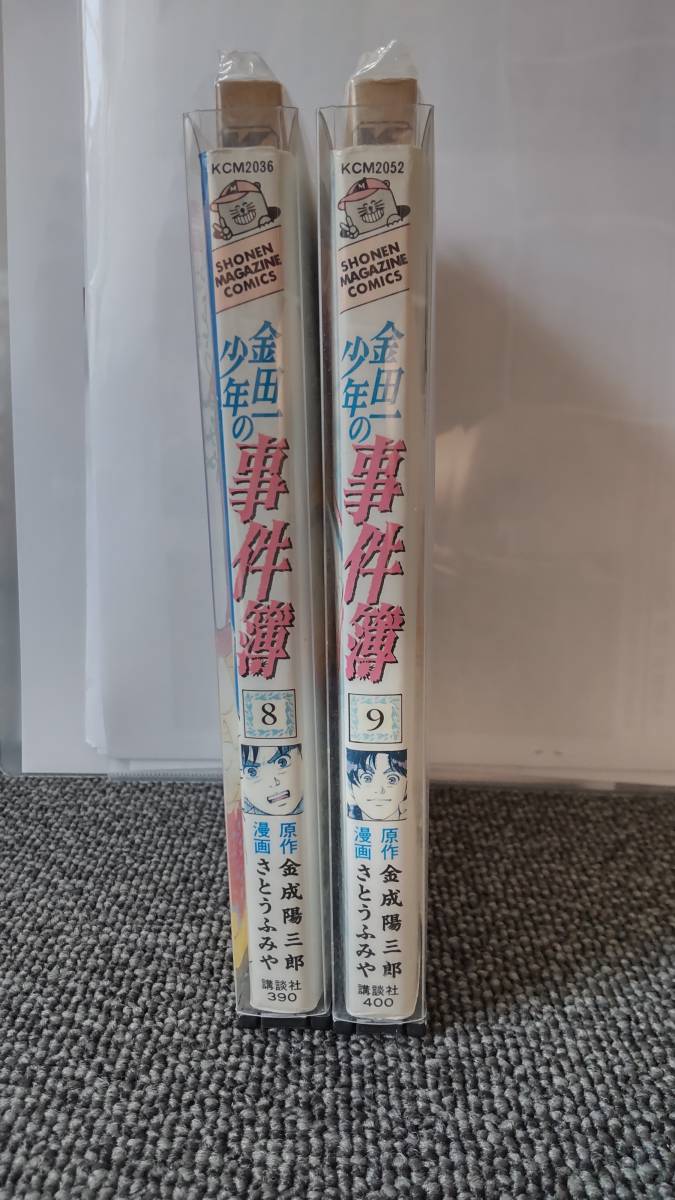 KCM2036
SHONEN
MAGAZINE
COMICS
金田一
少年の
事件簿
8
原作 金成陽三郎
漫画 さとうふみや
講談社
390
KCM2052
SHONEN
MAGAZINE
COMICS
金田一
少年の
事件簿
9
原作 金成陽三郎
漫画 さとうふみや
講談社
400